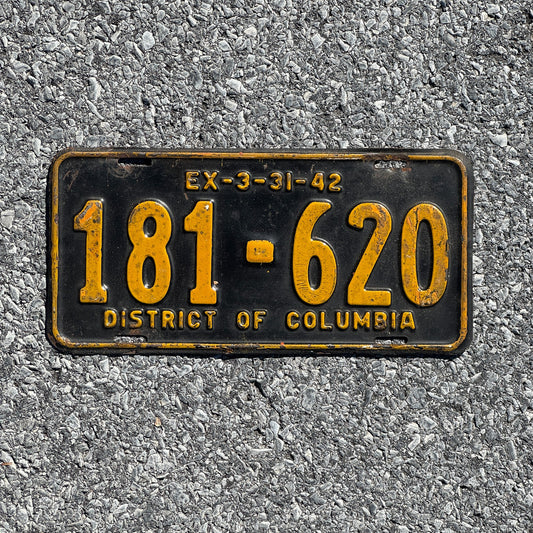 EX-3-31-42
181-620
DISTRICT OF COLUMBIA